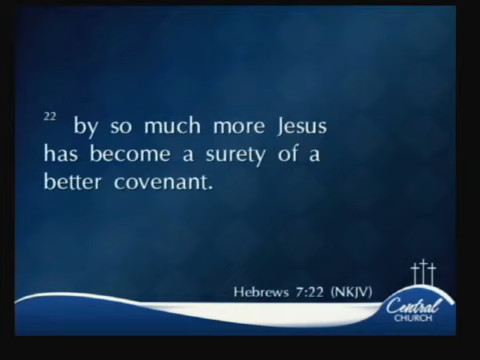 22 by so much more Jesus
has become a surety of a
better covenant.
Hebrews 7:22 (NKJV)
Central
CHURCH